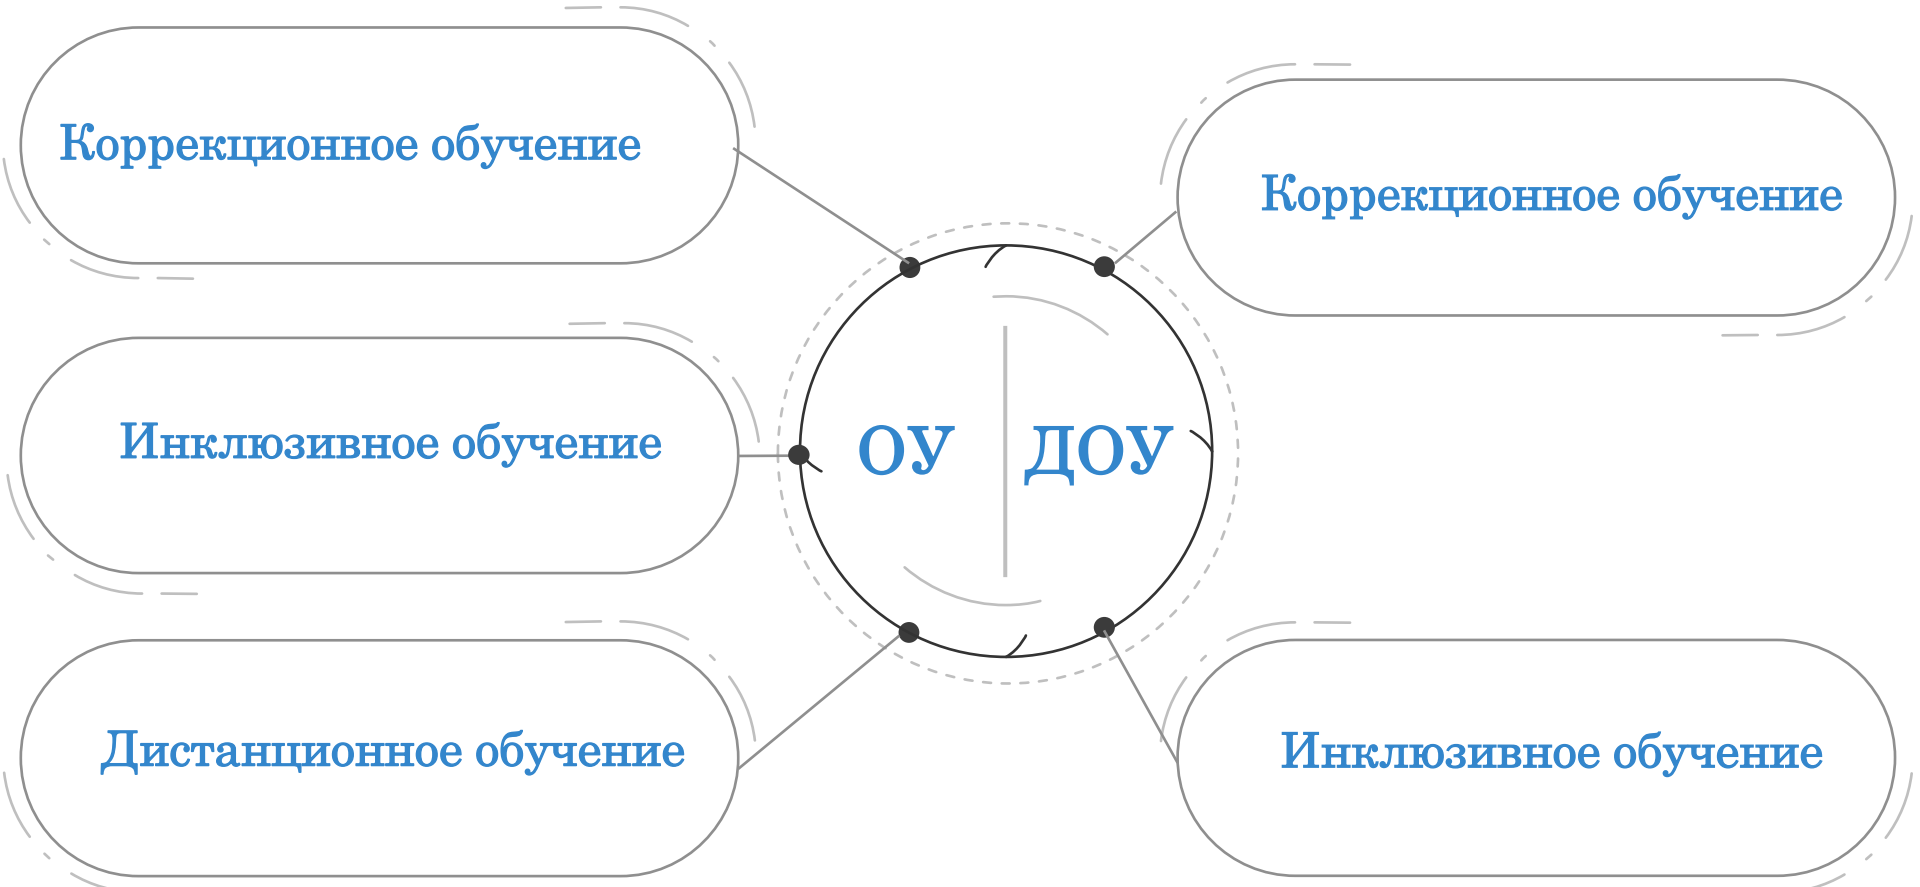 Коррекционное обучение
Инклюзивное обучение
Дистанционное обучение
ОУ
ДОУ
Коррекционное обучение
Инклюзивное обучение